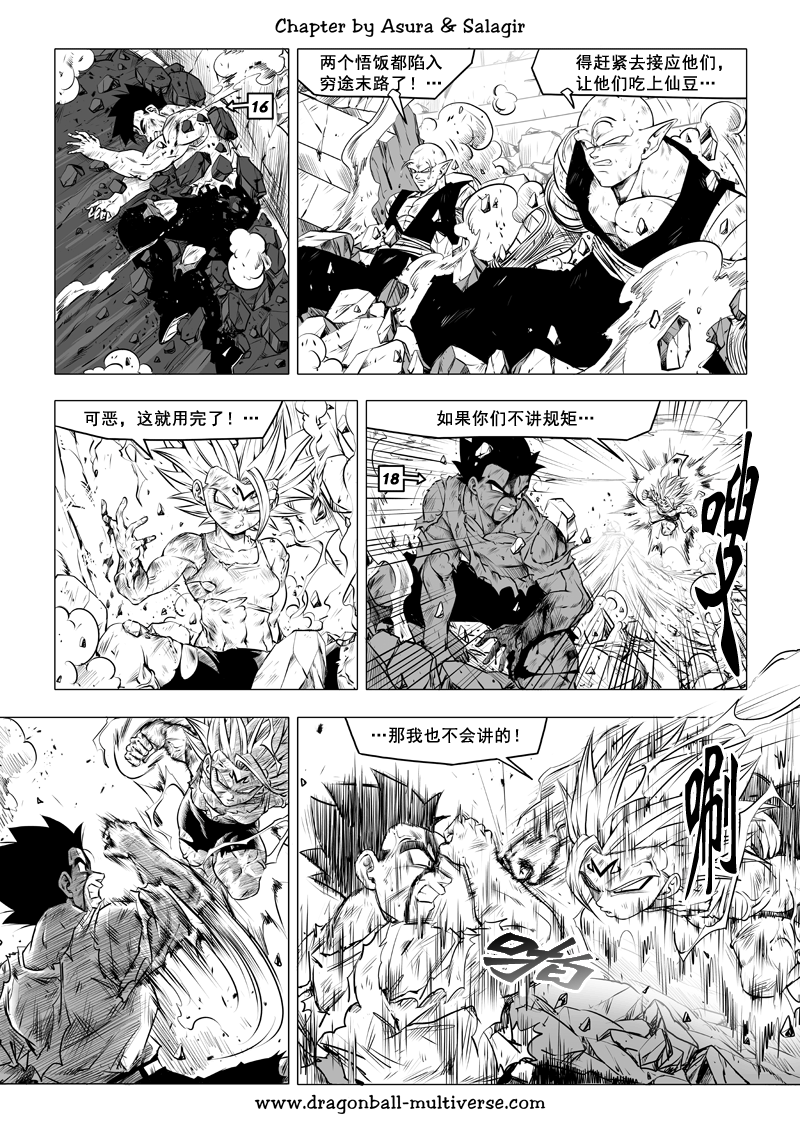 Chapter by Asura & Salagir
16
两个悟饭都陷入
穷途末路了！…
得赶紧去接应他们，
让他们吃上仙豆…
可恶，这就用完了！…
如果你们不讲规矩…
18
嗖
…那我也不会讲的！
唰
啪
www.dragonball-multiverse.com